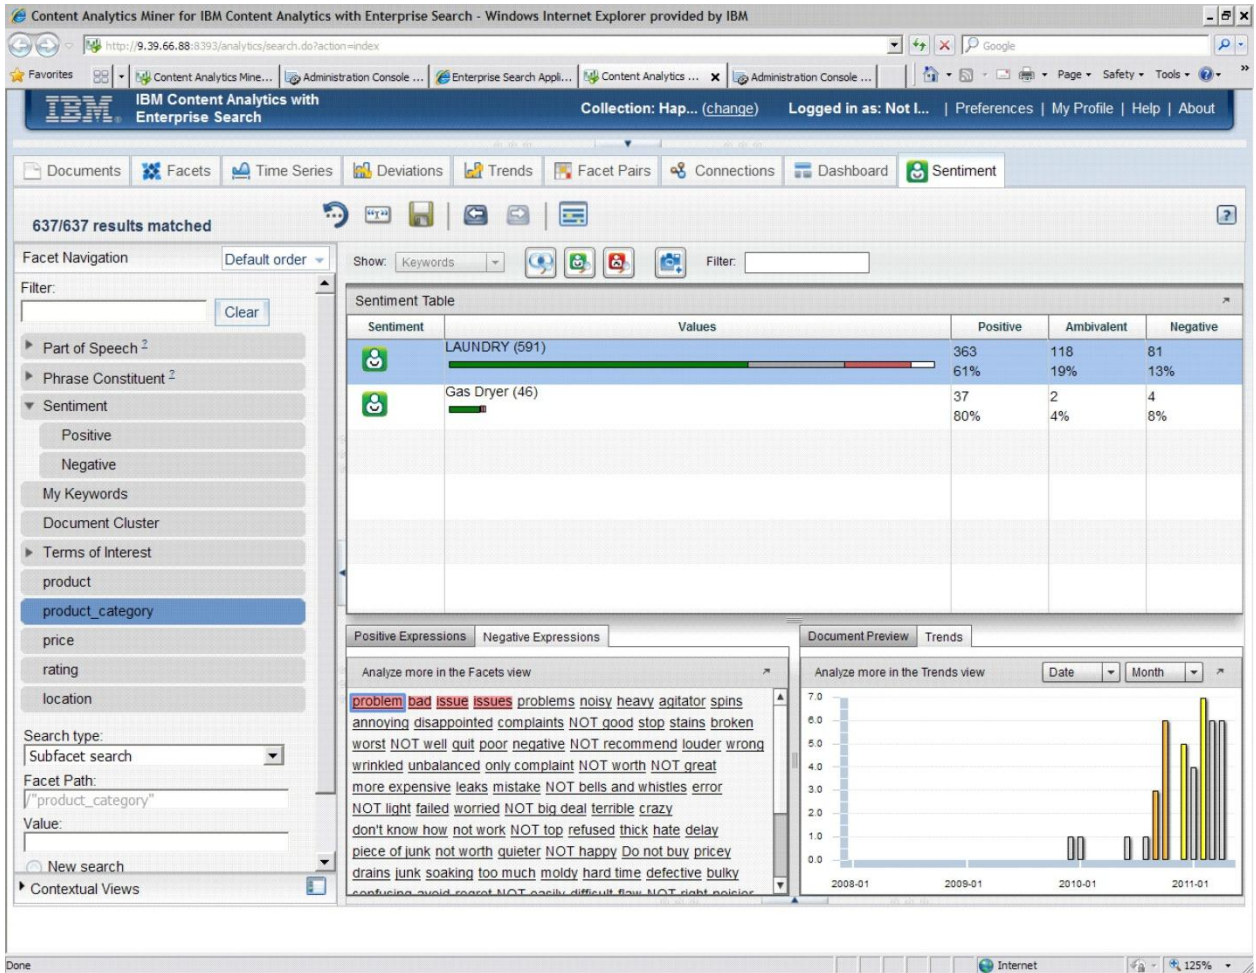 Content Analytics Miner for IBM Content Analytics with Enterprise Search - Windows Internet Explorer provided by IBM
http://9.39.66.88:8393/analytics/search.do?action=index
Google
Favorites
Content Analytics Mine...
Administration Console ...
Enterprise Search Appli...
Content Analytics ...
Administration Console ...
Page
Safety
Tools
IBM
IBM Content Analytics with
Enterprise Search
Collection: Hap... (change)
Logged in as: Not I... | Preferences | My Profile | Help | About
Documents
Facets
Time Series
Deviations
Trends
Facet Pairs
Connections
Dashboard
Sentiment
637/637 results matched
Facet Navigation
Default order
Filter:
Clear
Part of Speech ?
Phrase Constituent ?
Sentiment
Positive
Negative
My Keywords
Document Cluster
Terms of Interest
product
product_category
price
rating
location
Search type:
Subfacet search
Facet Path:
/"product_category"
Value:
New search
Contextual Views
Show: Keywords
Filter:
Sentiment Table
Sentiment Values Positive Ambivalent Negative
LAUNDRY (591) 363 118 81
61% 19% 13%
Gas Dryer (46) 37 2 4
80% 4% 8%
Positive Expressions
Negative Expressions
Analyze more in the Facets view
problem bad issue issues problems noisy heavy agitator spins
annoying disappointed complaints NOT good stop stains broken
worst NOT well quit poor negative NOT recommend louder wrong
wrinkled unbalanced only complaint NOT worth NOT great
more expensive leaks mistake NOT bells and whistles error
NOT light failed worried NOT big deal terrible crazy
don't know how not work NOT top refused thick hate delay
piece of junk not worth quieter NOT happy Do not buy pricey
drains junk soaking too much moldy hard time defective bulky
confusing avoid regret NOT easily difficult flaw NOT right noisier
Document Preview
Trends
Analyze more in the Trends view
Date
Month
7.0
6.0
5.0
4.0
3.0
2.0
1.0
0.0
2008-01
2009-01
2010-01
2011-01
Done
Internet
125%